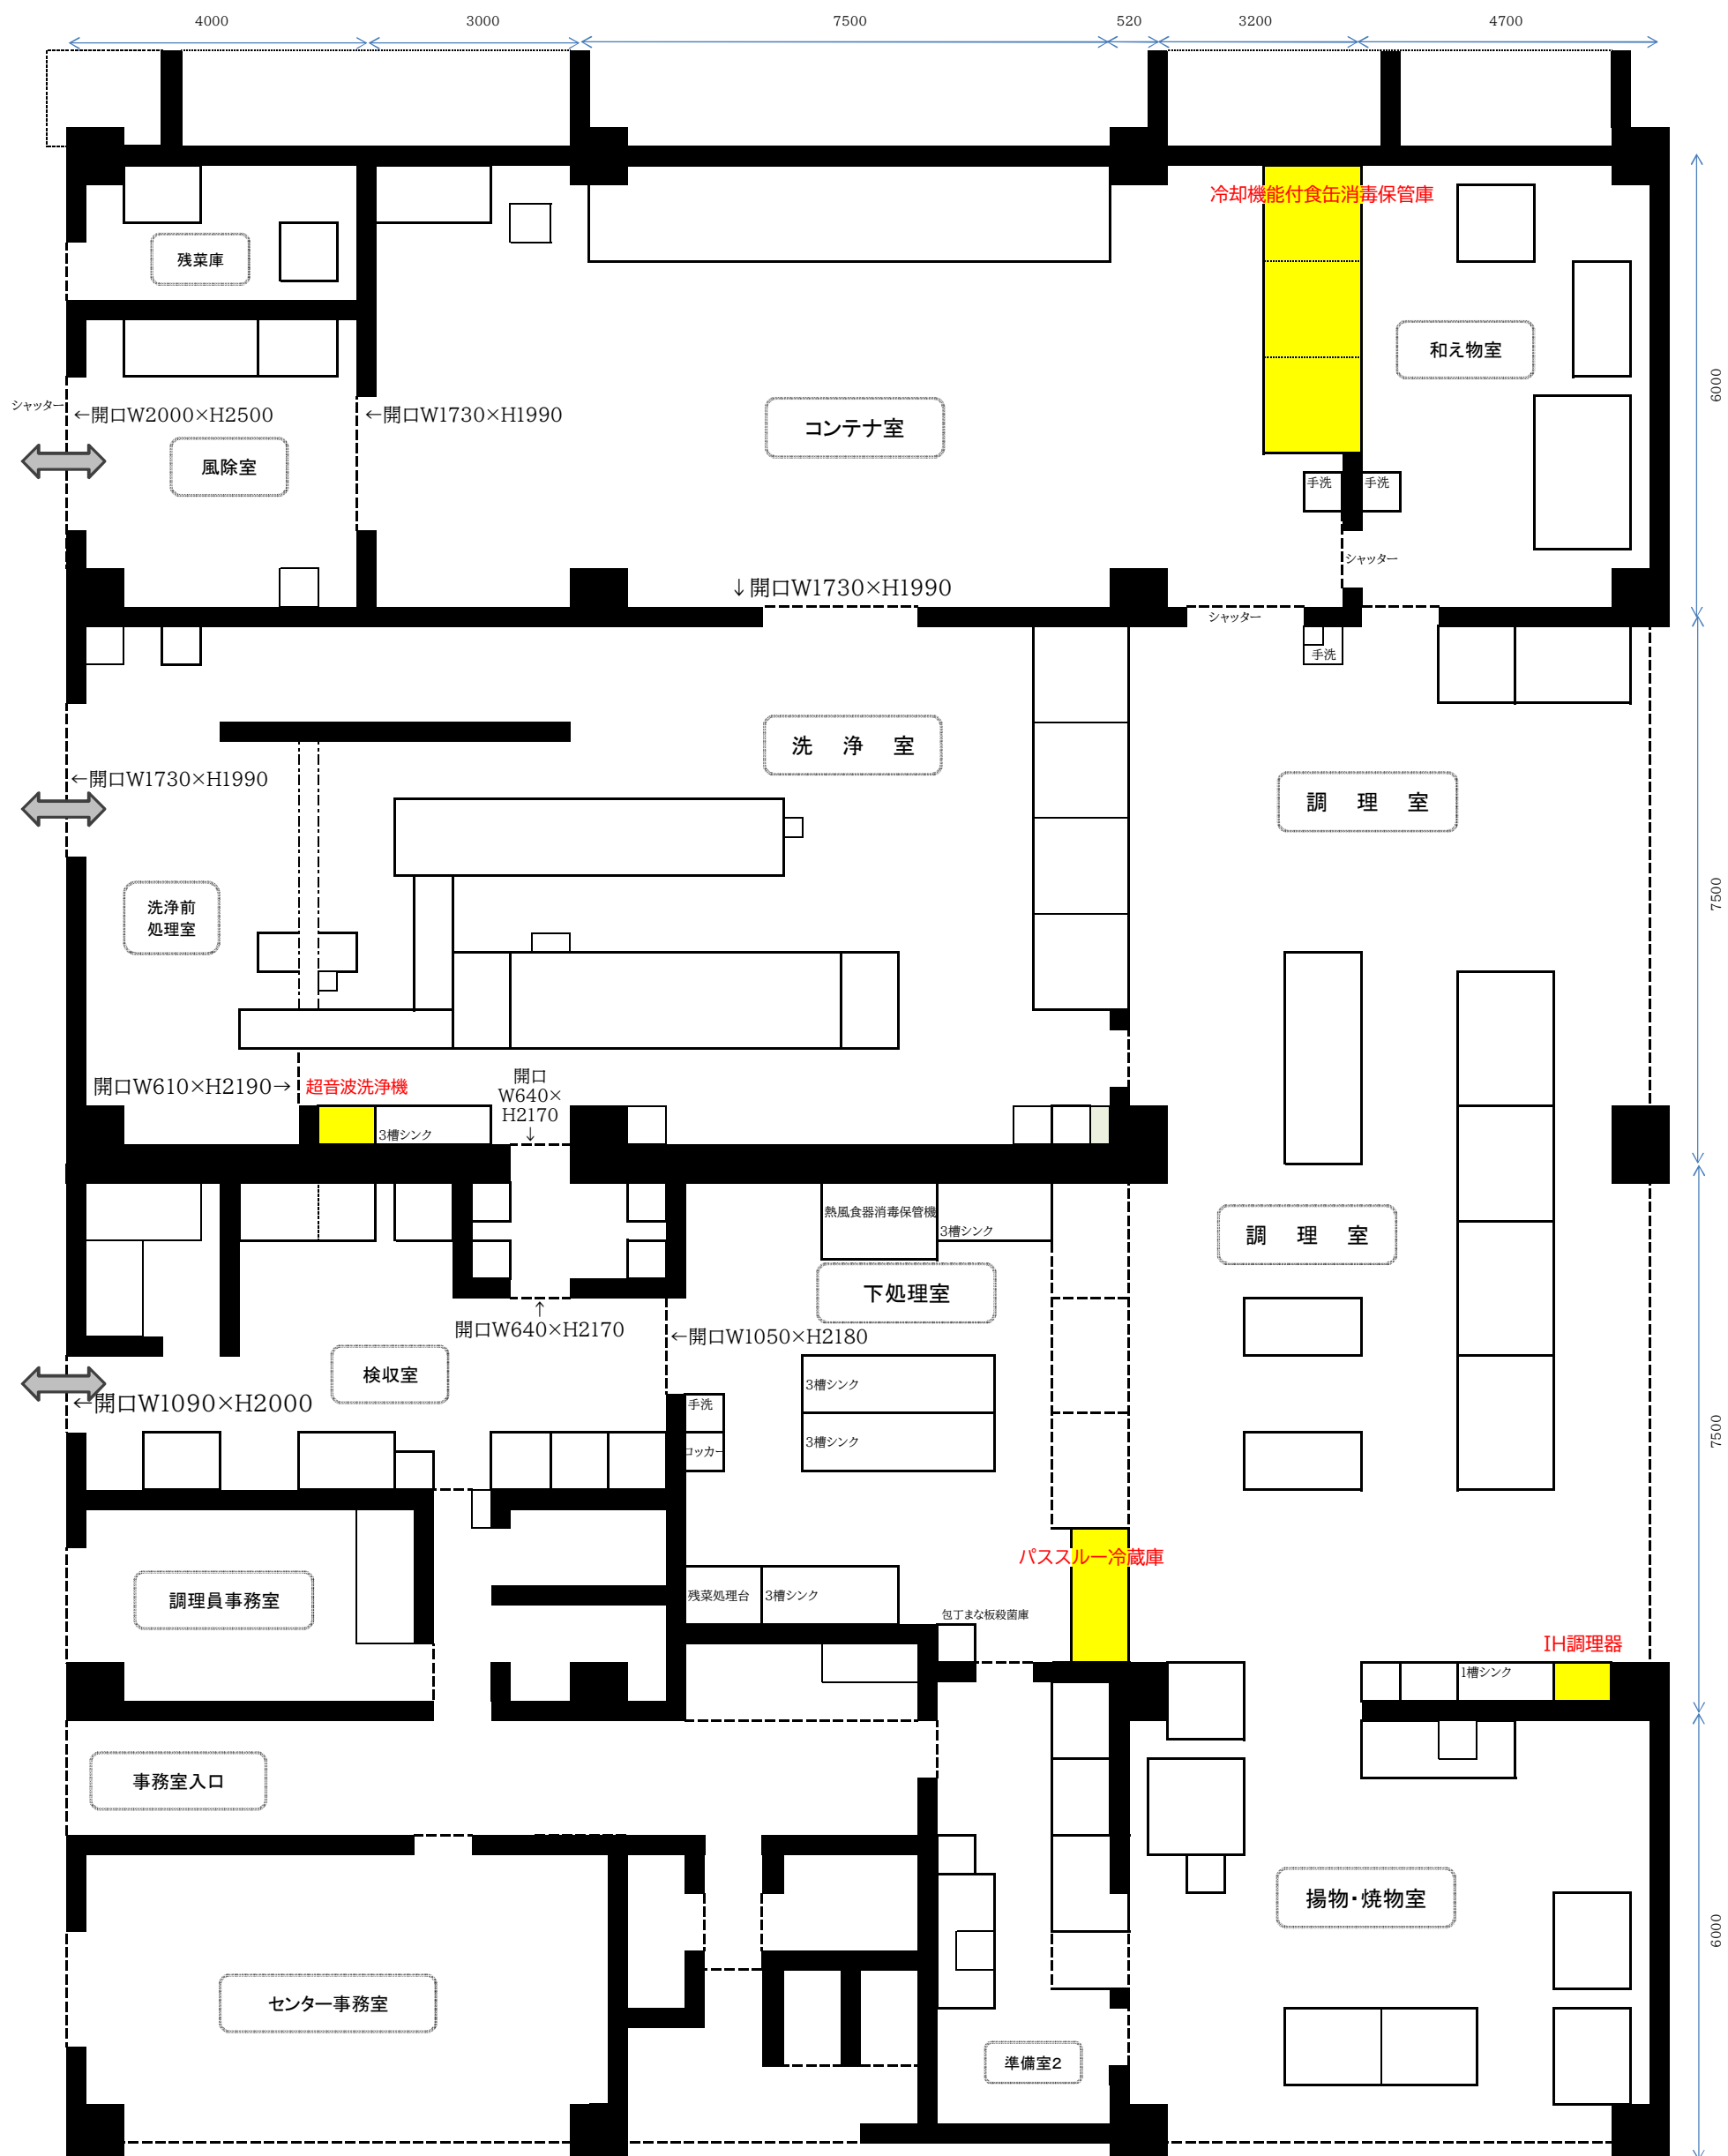 4000
3000
7500
520
3200
4700
冷却機能付食缶消毒保管庫
残菜庫
和え物室
6000
シャッター
←開口W2000×H2500
←開口W1730×H1990
コンテナ室
風除室
手洗
手洗
シャッター
↓開口W1730×H1990
シャッター
手洗
洗 浄 室
←開口W1730×H1990
調 理 室
7500
洗浄前
処理室
開口W610×H2190→
超音波洗浄機
開口
W640×
H2170
↓
3槽シンク
熱風食器消毒保管機
3槽シンク
調 理 室
下処理室
↑
開口W640×H2170
←開口W1050×H2180
検収室
3槽シンク
←開口W1090×H2000
手洗
7500
3槽シンク
ロッカー
パススルー冷蔵庫
調理員事務室
残菜処理台
3槽シンク
包丁まな板殺菌庫
IH調理器
1槽シンク
事務室入口
揚物・焼物室
6000
センター事務室
準備室2